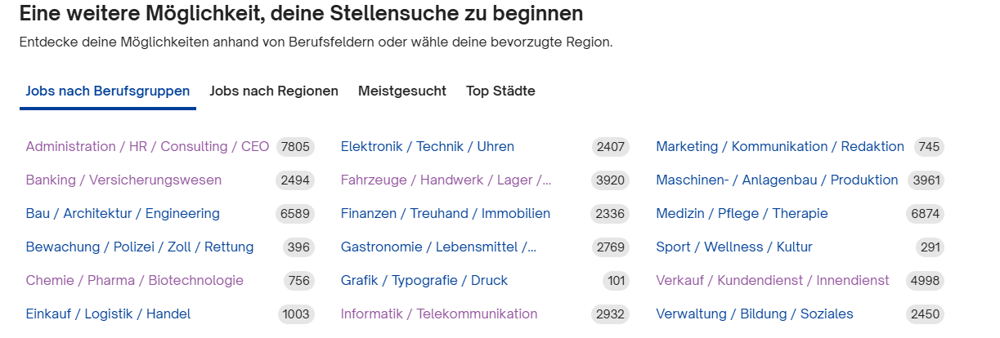 Eine weitere Möglichkeit, deine Stellensuche zu beginnen
Entdecke deine Möglichkeiten anhand von Berufsfeldern oder wähle deine bevorzugte Region.
Jobs nach Berufsgruppen Jobs nach Regionen Meistgesucht Top Städte
Administration / HR / Consulting / CEO 7805 Elektronik / Technik / Uhren 2407 Marketing / Kommunikation / Redaktion 745
Banking / Versicherungswesen 2494 Fahrzeuge / Handwerk / Lager /... 3920 Maschinen- / Anlagenbau / Produktion 3961
Bau / Architektur / Engineering 6589 Finanzen / Treuhand / Immobilien 2336 Medizin / Pflege / Therapie 6874
Bewachung / Polizei / Zoll / Rettung 396 Gastronomie / Lebensmittel /... 2769 Sport / Wellness / Kultur 291
Chemie / Pharma / Biotechnologie 756 Grafik / Typografie / Druck 101 Verkauf / Kundendienst / Innendienst 4998
Einkauf / Logistik / Handel 1003 Informatik / Telekommunikation 2932 Verwaltung / Bildung / Soziales 2450